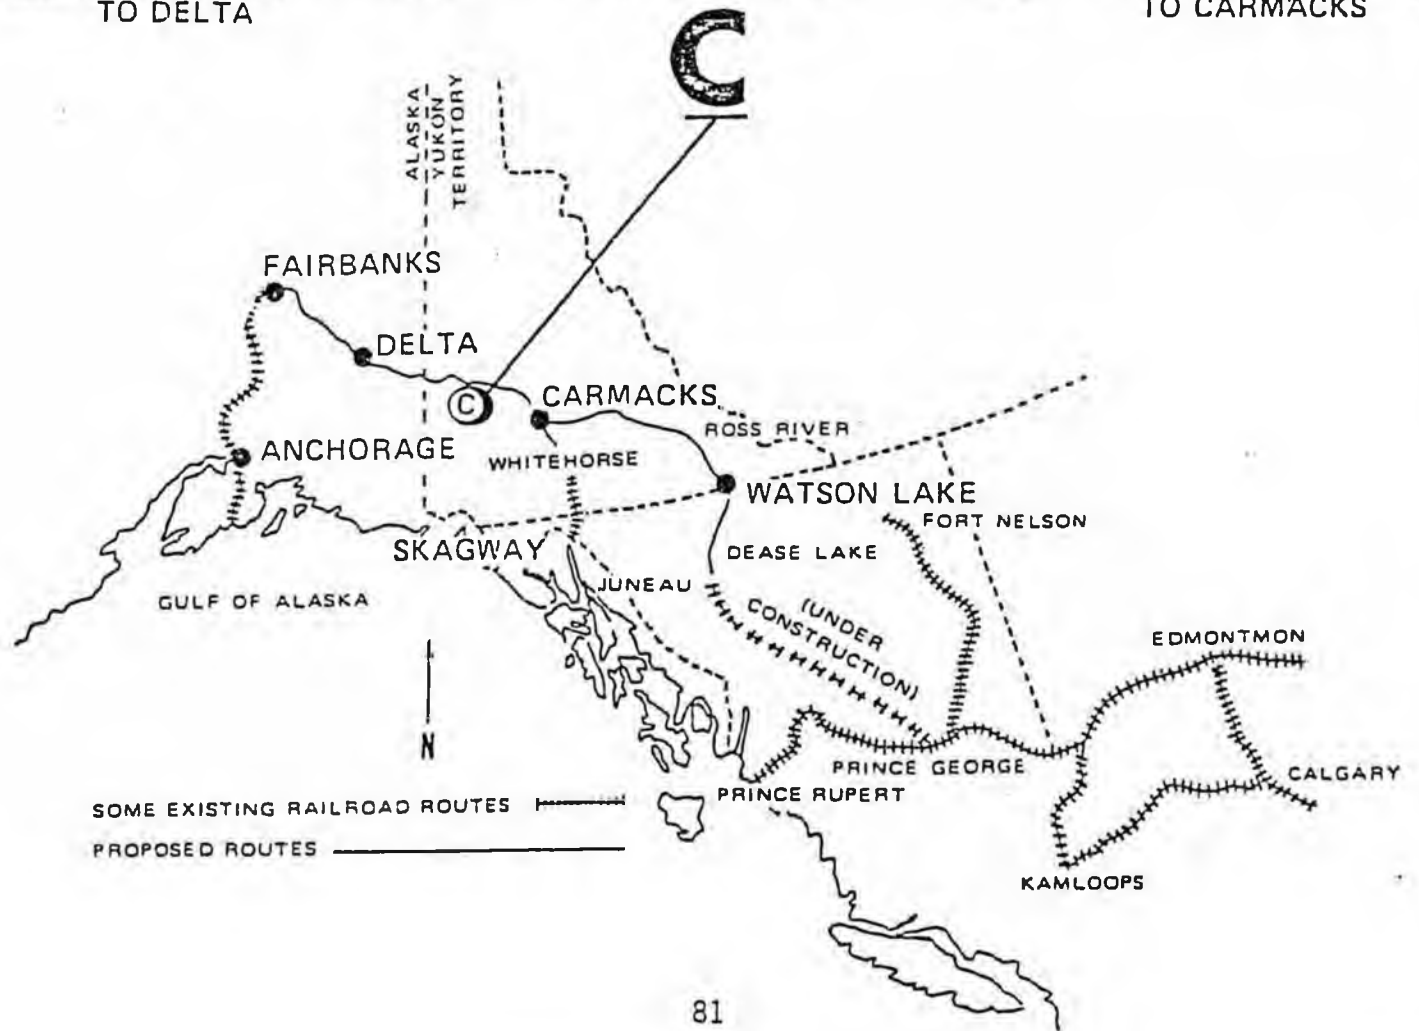 TO DELTA
TO CARMACKS
C
ALASKA
YUKON
TERRITORY
FAIRBANKS
DELTA
C
CARMACKS
ROSS RIVER
ANCHORAGE
WHITEHORSE
WATSON LAKE
FORT NELSON
SKAGWAY
DEASE LAKE
JUNEAU
GULF OF ALASKA
(UNDER
CONSTRUCTION)
EDMONTMON
N
PRINCE GEORGE
CALGARY
PRINCE RUPERT
SOME EXISTING RAILROAD ROUTES
PROPOSED ROUTES
KAMLOOPS
81